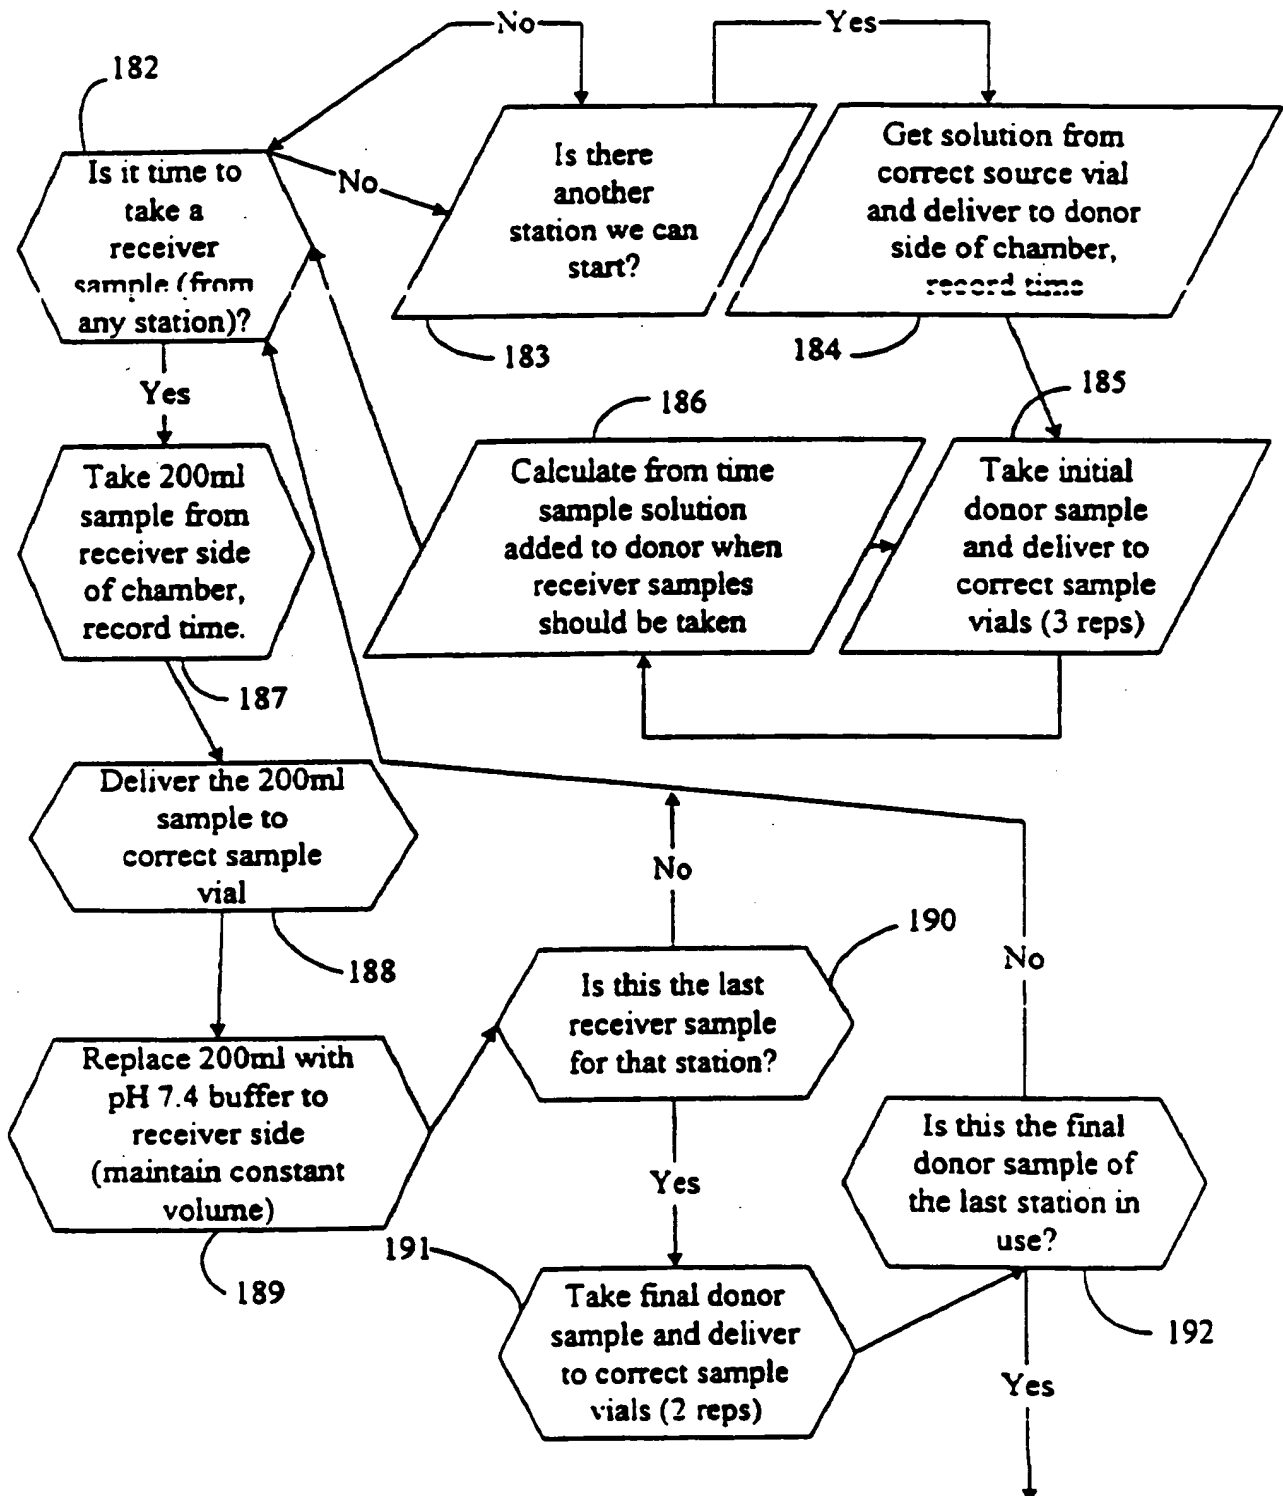 No
Yes
182
Is it time to
take a
receiver
sample (from
any station)?
No
Is there
another
station we can
start?
183
Get solution from
correct source vial
and deliver to donor
side of chamber,
record time
184
185
186
Yes
Take 200ml
sample from
receiver side
of chamber,
record time.
187
Calculate from time
sample solution
added to donor when
receiver samples
should be taken
Take initial
donor sample
and deliver to
correct sample
vials (3 reps)
Deliver the 200ml
sample to
correct sample
vial
188
No
190
Is this the last
receiver sample
for that station?
No
Replace 200ml with
pH 7.4 buffer to
receiver side
(maintain constant
volume)
189
Yes
Is this the final
donor sample of
the last station in
use?
191
Take final donor
sample and deliver
to correct sample
vials (2 reps)
192
Yes